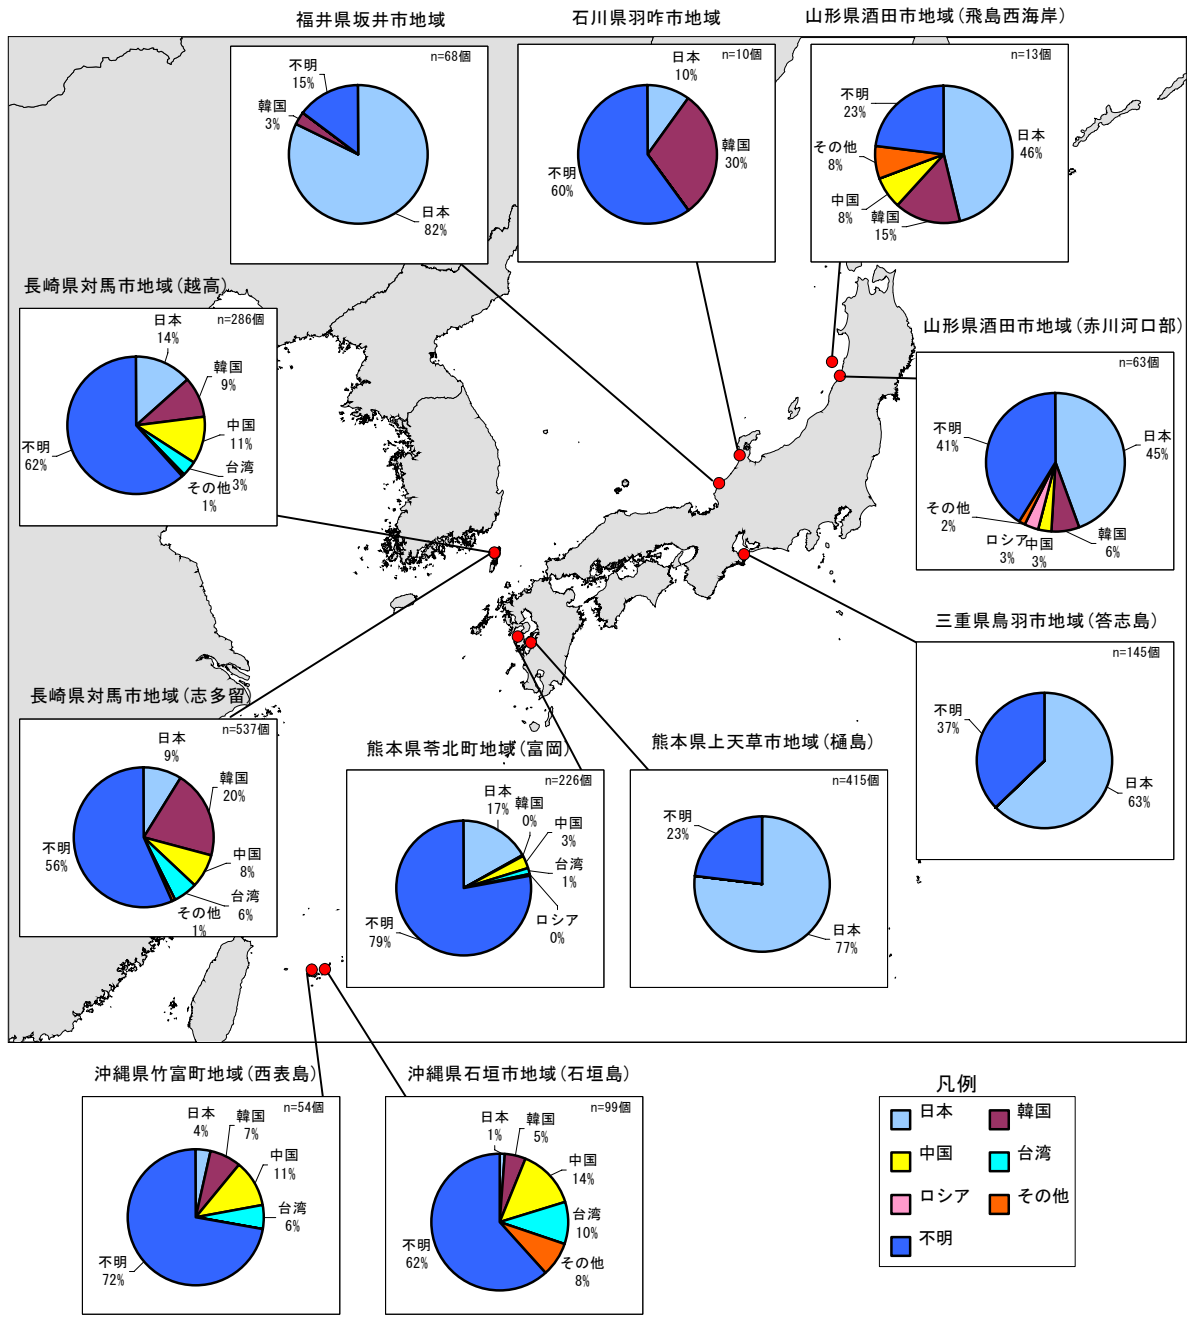 福井県坂井市地域
n=68個
不明
15%
韓国
3%
日本
82%
石川県羽咋市地域
n=10個
日本
10%
韓国
30%
不明
60%
山形県酒田市地域(飛島西海岸)
n=13個
不明
23%
その他
8%
中国
8%
韓国
15%
日本
46%
長崎県対馬市地域(越高)
n=286個
日本
14%
韓国
9%
中国
11%
台湾
3%
その他
1%
不明
62%
山形県酒田市地域(赤川河口部)
n=63個
不明
41%
日本
45%
その他
2%
ロシア
3%
中国
3%
韓国
6%
三重県鳥羽市地域(答志島)
n=145個
不明
37%
日本
63%
長崎県対馬市地域(志多留)
n=537個
日本
9%
韓国
20%
中国
8%
台湾
6%
その他
1%
不明
56%
熊本県苓北町地域(富岡)
n=226個
日本
17%
韓国
0%
中国
3%
台湾
1%
ロシア
0%
不明
79%
熊本県上天草市地域(樋島)
n=415個
不明
23%
日本
77%
沖縄県竹富町地域(西表島)
n=54個
日本
4%
韓国
7%
中国
11%
台湾
6%
不明
72%
沖縄県石垣市地域(石垣島)
n=99個
日本
1%
韓国
5%
中国
14%
台湾
10%
その他
8%
不明
62%
凡例
日本
韓国
中国
台湾
ロシア
その他
不明